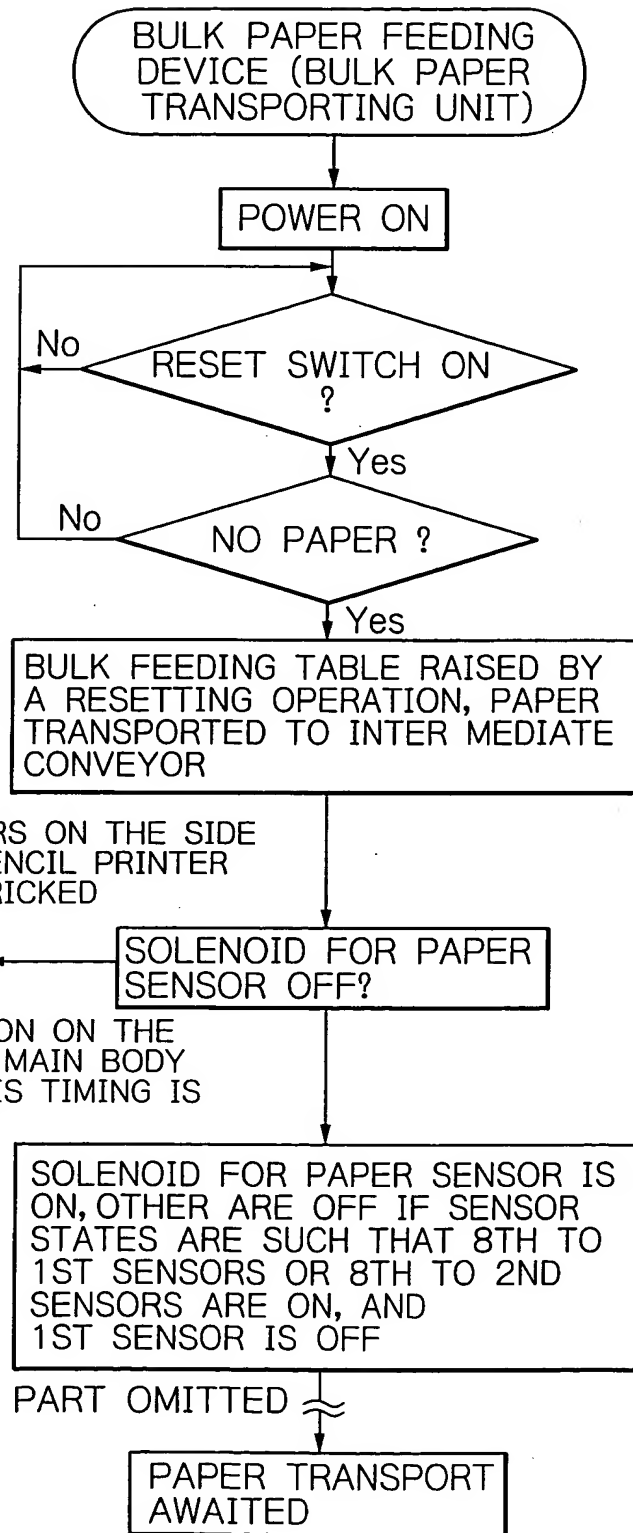 BULK PAPER FEEDING
DEVICE (BULK PAPER
TRANSPORTING UNIT)
POWER ON
No
RESET SWITCH ON
?
Yes
No
NO PAPER ?
Yes
BULK FEEDING TABLE RAISED BY
A RESETTING OPERATION, PAPER
TRANSPORTED TO INTER MEDIATE
CONVEYOR
RS ON THE SIDE
ENCIL PRINTER
RICKED
SOLENOID FOR PAPER
SENSOR OFF?
ON ON THE
MAIN BODY
IS TIMING IS
SOLENOID FOR PAPER SENSOR IS
ON, OTHER ARE OFF IF SENSOR
STATES ARE SUCH THAT 8TH TO
1ST SENSORS OR 8TH TO 2ND
SENSORS ARE ON, AND
1ST SENSOR IS OFF
PART OMITTED
PAPER TRANSPORT
AWAITED